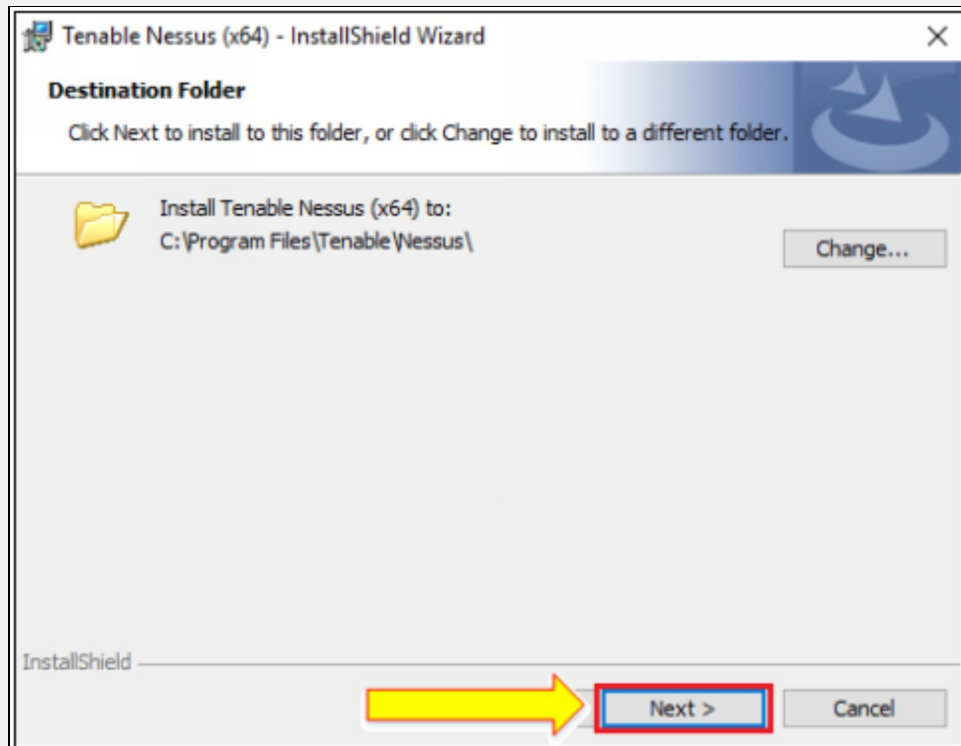 Tenable Nessus (x64) - InstallShield Wizard
Destination Folder
Click Next to install to this folder, or click Change to install to a different folder.
Install Tenable Nessus (x64) to:
C:\Program Files\Tenable\Nessus\
Change...
InstallShield
Next >
Cancel